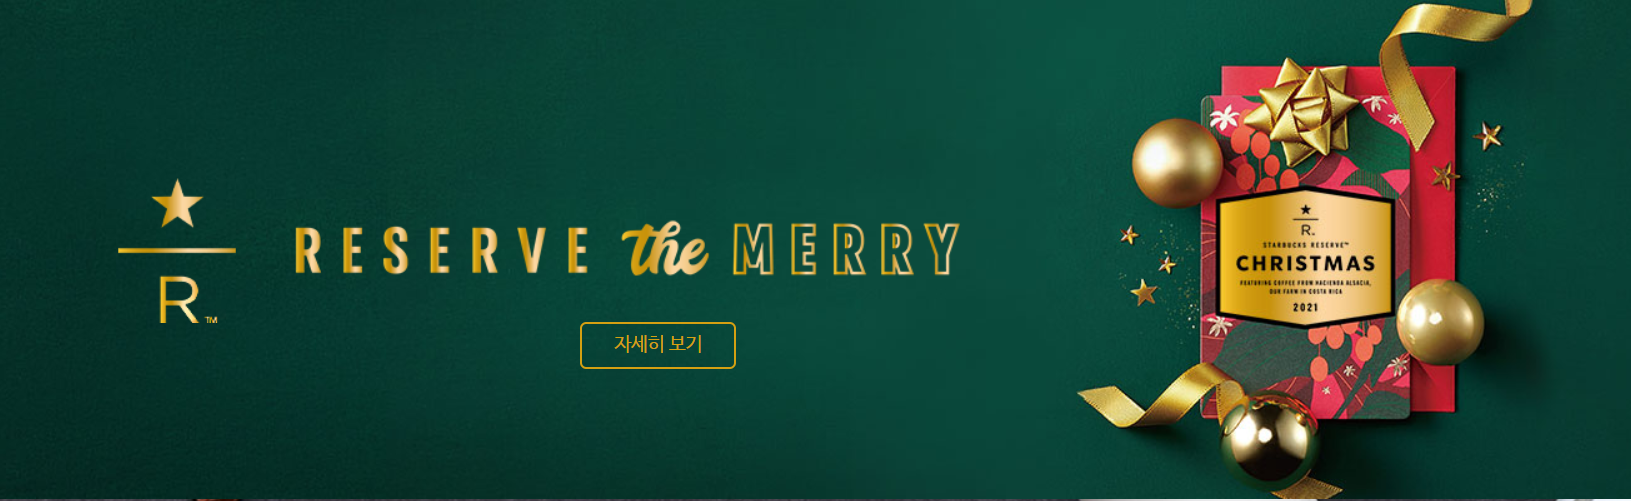 R™
RESERVE the MERRY
자세히 보기
R™
STARBUCKS RESERVE™
CHRISTMAS
FEATURING COFFEE FROM HACIENDA ALSACIA,
OUR FARM IN COSTA RICA
2021